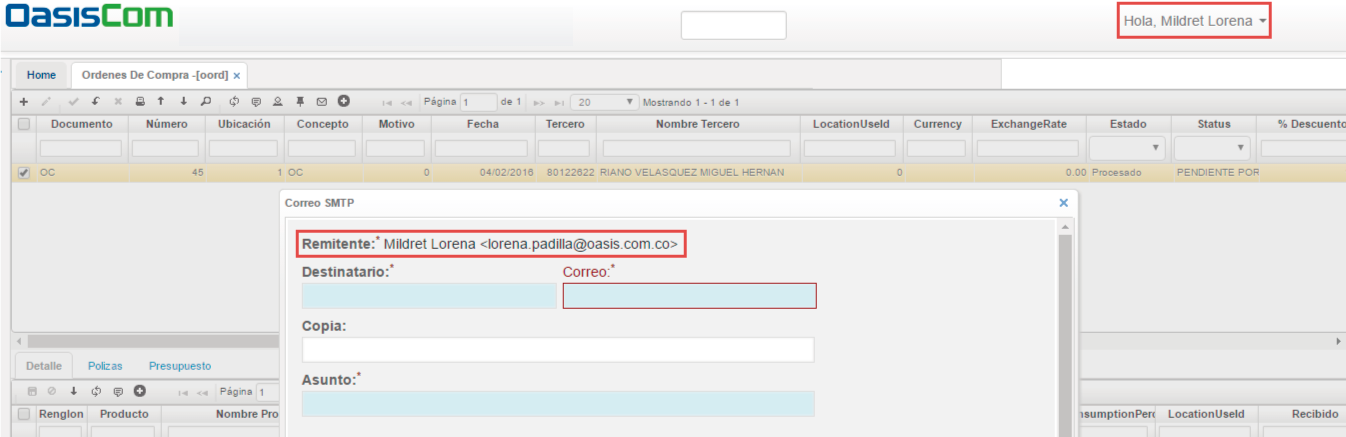 OasisCom
Hola, Mildret Lorena
Home Ordenes De Compra -[oord] x
Página 1 de 1 20 Mostrando 1 - 1 de 1
Documento Número Ubicación Concepto Motivo Fecha Tercero Nombre Tercero LocationUseId Currency ExchangeRate Estado Status % Descuento
OC 45 1 OC 0 04/02/2016 80122622 RIANO VELASQUEZ MIGUEL HERNAN 0 0.00 Procesado PENDIENTE POR
Correo SMTP x
Remitente:* Mildret Lorena <lorena.padilla@oasis.com.co>
Destinatario:* Correo:*
Copia:
Asunto:*
Detalle Polizas Presupuesto
Página 1
Renglon Producto Nombre Pro nsumptionPerc LocationUseId Recibido